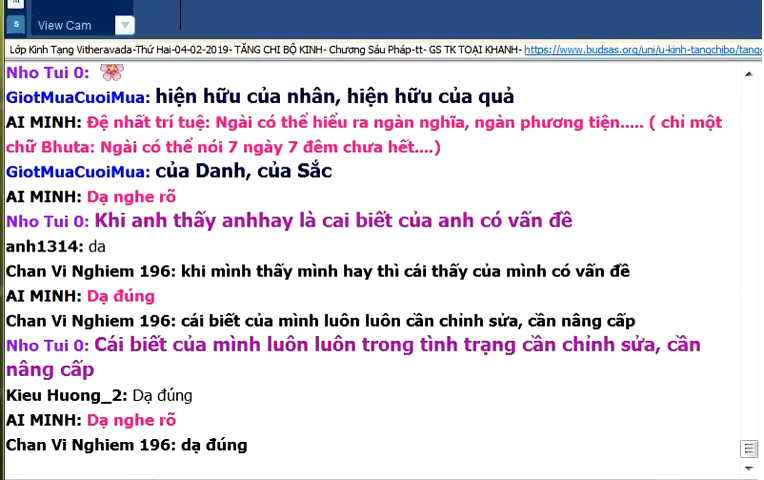 M
S
View Cam
Lớp Kinh Tạng Vitheravada-Thứ Hai-04-02-2019- TĂNG CHI BỘ KINH- Chương Sáu Pháp-tt- GS TK TOẠI KHANH- https://www.budsas.org/uni/u-kinh-tangchibo/tangc
Nho Tui 0:
GiotMuaCuoiMua: hiện hữu của nhân, hiện hữu của quả
AI MINH: Đệ nhất trí tuệ: Ngài có thể hiểu ra ngàn nghĩa, ngàn phương tiện..... ( chỉ một
chữ Bhuta: Ngài có thể nói 7 ngày 7 đêm chưa hết....)
GiotMuaCuoiMua: của Danh, của Sắc
AI MINH: Dạ nghe rõ
Nho Tui 0: Khi anh thấy anhhay là cai biết của anh có vấn đề
anh1314: da
Chan Vi Nghiem 196: khi mình thấy mình hay thì cái thấy của mình có vấn đề
AI MINH: Dạ đúng
Chan Vi Nghiem 196: cái biết của mình luôn luôn cần chỉnh sửa, cần nâng cấp
Nho Tui 0: Cái biết của mình luôn luôn trong tình trạng cần chỉnh sửa, cần
nâng cấp
Kieu Huong_2: Dạ đúng
AI MINH: Dạ nghe rõ
Chan Vi Nghiem 196: dạ đúng